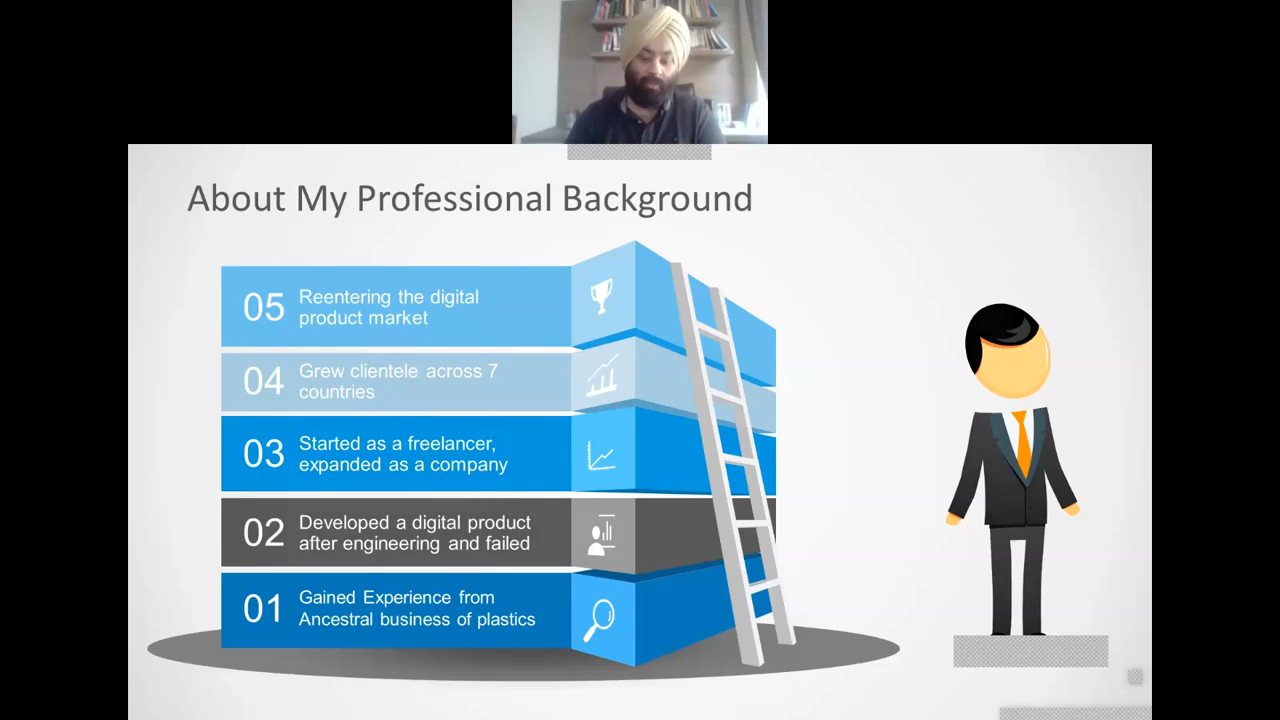 About My Professional Background
05
Reentering the digital
product market
04
Grew clientele across 7
countries
03
Started as a freelancer,
expanded as a company
02
Developed a digital product
after engineering and failed
01
Gained Experience from
Ancestral business of plastics